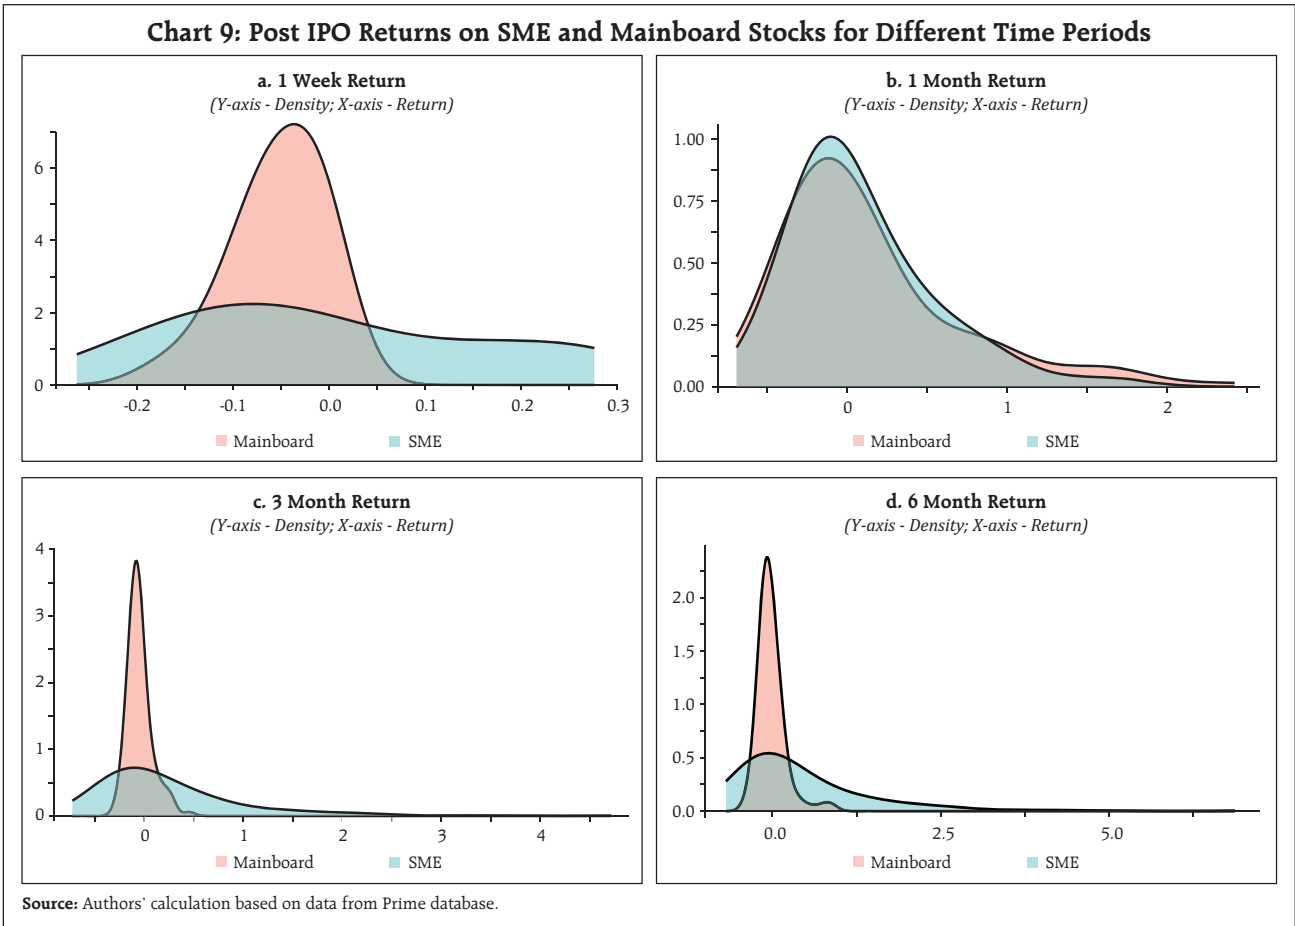 Chart 9: Post IPO Returns on SME and Mainboard Stocks for Different Time Periods
a. 1 Week Return
(Y-axis - Density; X-axis - Return)
6
4
2
0
-0.2 -0.1 0.0 0.1 0.2 0.3
Mainboard SME
b. 1 Month Return
(Y-axis - Density; X-axis - Return)
1.00
0.75
0.50
0.25
0.00
0 1 2
Mainboard SME
c. 3 Month Return
(Y-axis - Density; X-axis - Return)
4
3
2
1
0
0 1 2 3 4
Mainboard SME
d. 6 Month Return
(Y-axis - Density; X-axis - Return)
2.0
1.5
1.0
0.5
0.0
0.0 2.5 5.0
Mainboard SME
Source: Authors' calculation based on data from Prime database.